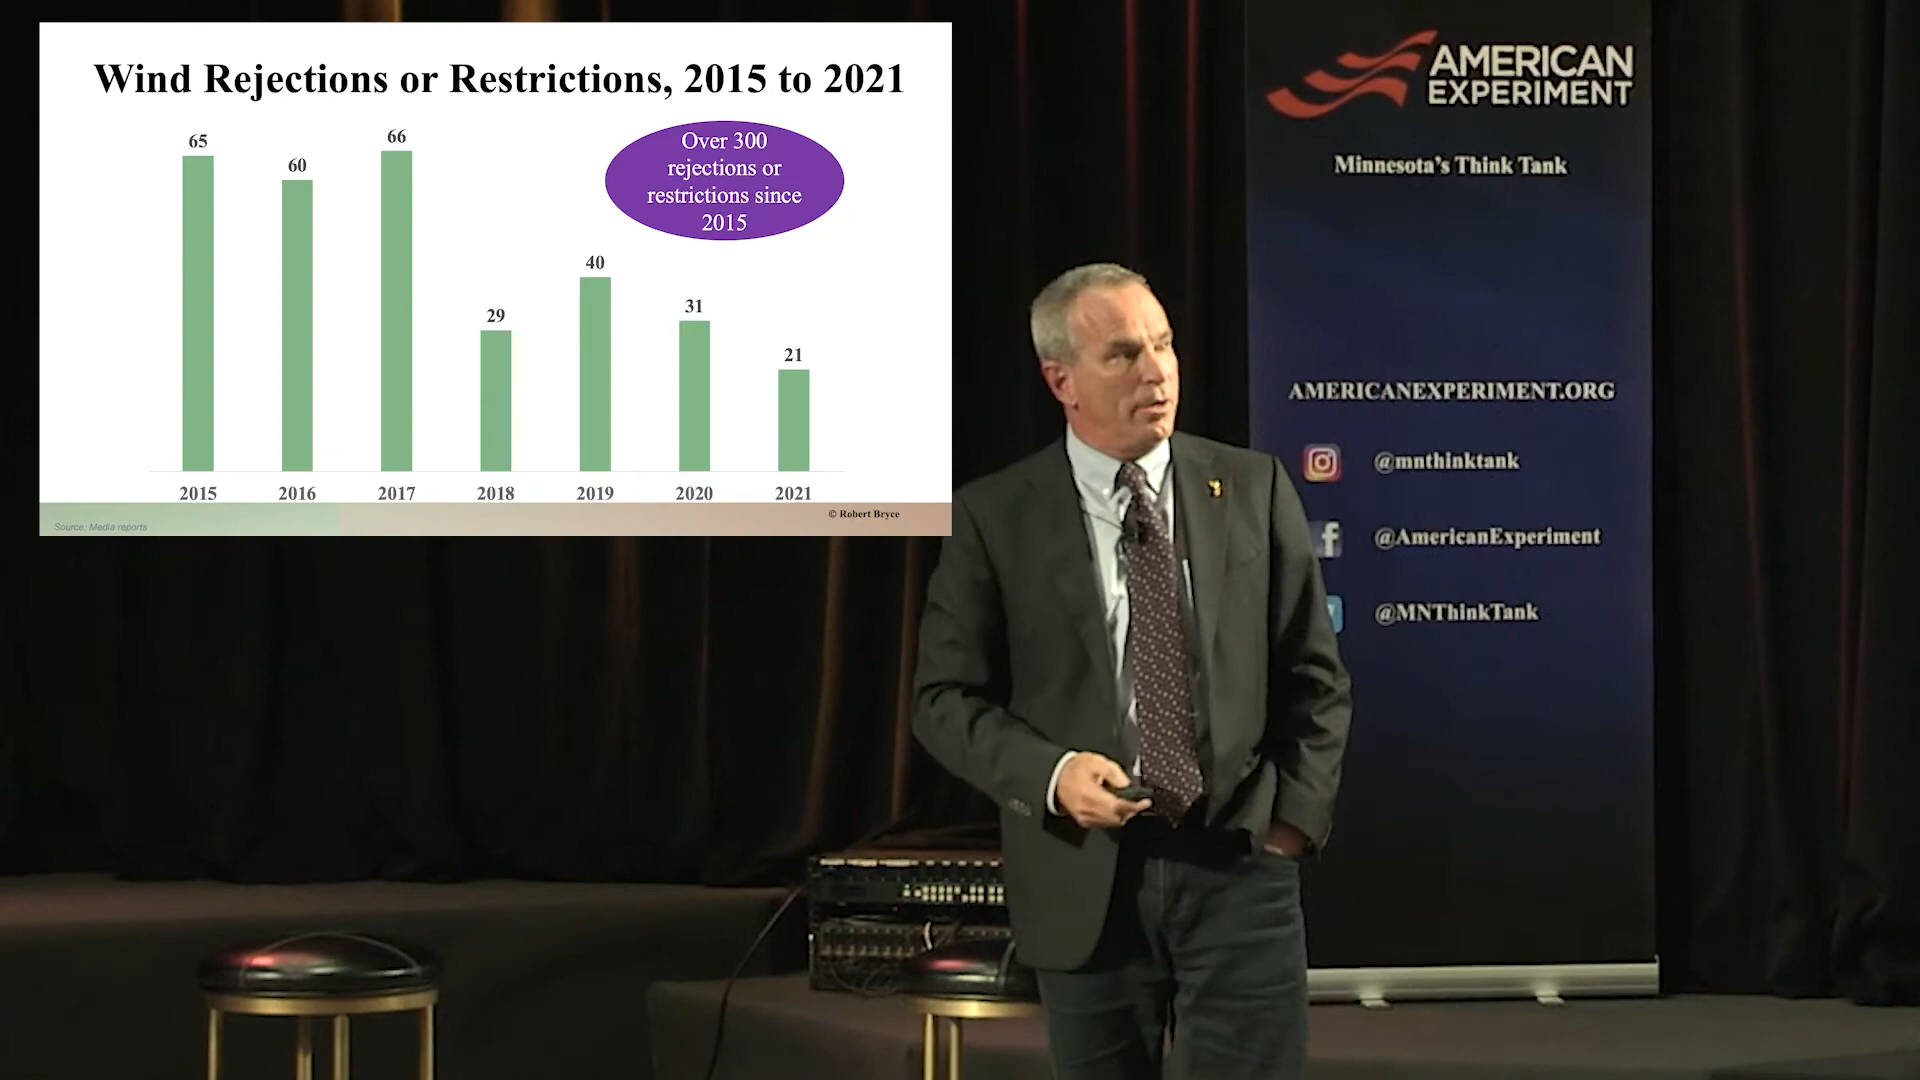 Wind Rejections or Restrictions, 2015 to 2021
65
60
66
29
40
31
21
Over 300
rejections or
restrictions since
2015
2015
2016
2017
2018
2019
2020
2021
© Robert Bryce
Source: Media reports
AMERICAN
EXPERIMENT
Minnesota's Think Tank
AMERICANEXPERIMENT.ORG
@mnthinktank
f
@AmericanExperiment
@MNThinkTank